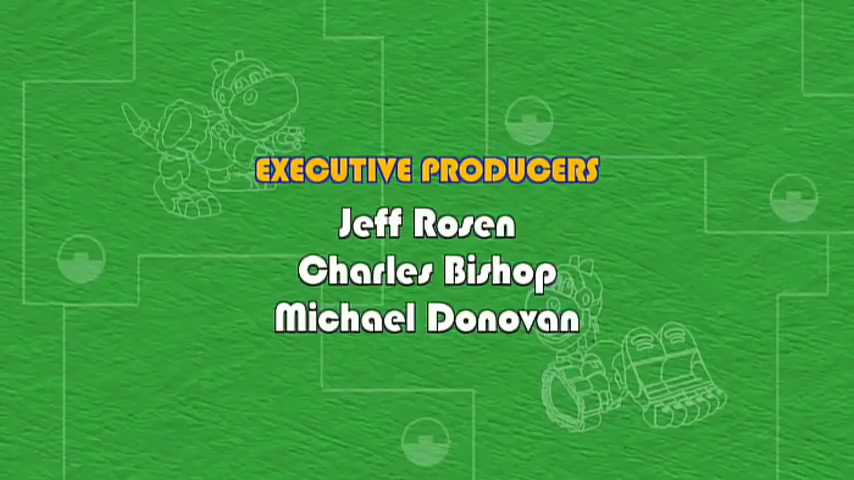 EXECUTIVE PRODUCERS
Jeff Rosen
Charles Bishop
Michael Donovan